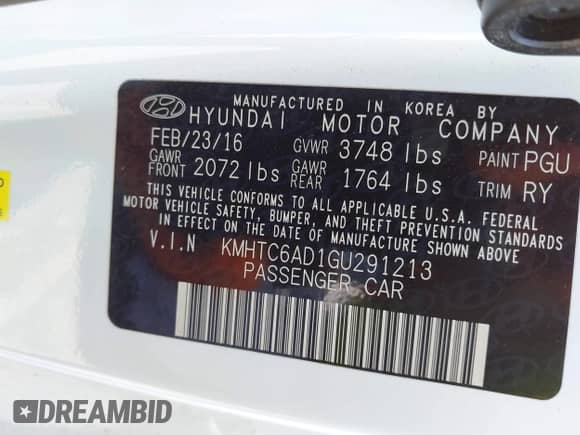 MANUFACTURED IN KOREA BY
HYUNDAI MOTOR COMPANY
FEB/23/16 GVWR 3748 lbs PAINT PGU
GAWR FRONT 2072 lbs GAWR REAR 1764 lbs TRIM RY
THIS VEHICLE CONFORMS TO ALL APPLICABLE U.S.A. FEDERAL
MOTOR VEHICLE SAFETY, BUMPER, AND THEFT PREVENTION STANDARDS
IN EFFECT ON THE DATE OF MANUFACTURE SHOWN ABOVE
V.I.N KMHTC6AD1GU291213
PASSENGER CAR
DREAMBID